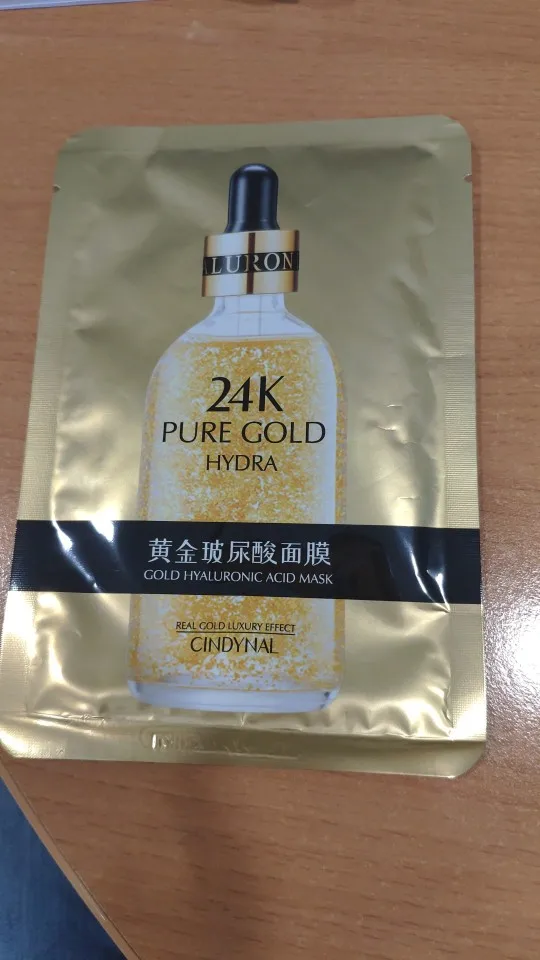 ALURON
24K
PURE GOLD
HYDRA
黄金玻尿酸面膜
GOLD HYALURONIC ACID MASK
REAL GOLD LUXURY EFFECT
CINDYNAL